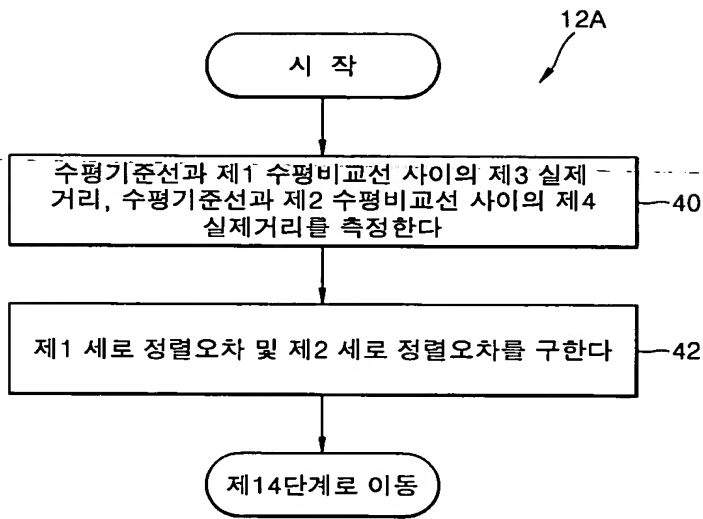 12A
시 작
수평기준선과 제1 수평비교선 사이의 제3 실제
거리, 수평기준선과 제2 수평비교선 사이의 제4
실제거리를 측정한다
40
제1 세로 정렬오차 및 제2 세로 정렬오차를 구한다
42
제14단계로 이동